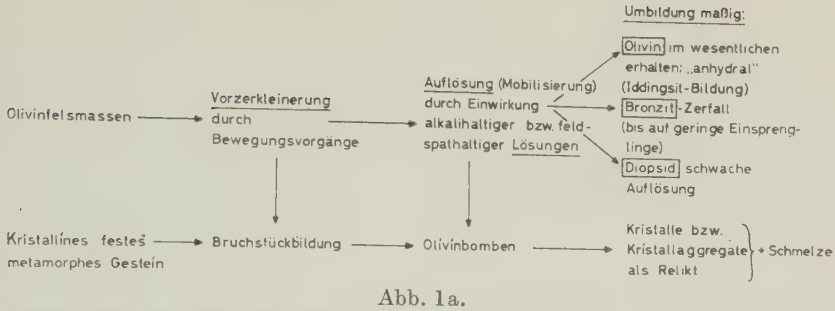 Umbildung maßig:
Olivinfelsmassen
Vorzerkleinerung
durch
Bewegungsvorgänge
Auflösung (Mobilisierung)
durch Einwirkung
alkalihaltiger bzw. feld-
spathaltiger Lösungen
Olivin im wesentlichen
erhalten: „anhydral"
(Iddingsit-Bildung)
Bronzit-Zerfall
(bis auf geringe Einspreng-
linge)
Diopsid schwache
Auflösung
Kristallines festes
metamorphes Gestein
Bruchstückbildung
Olivinbomben
Kristalle bzw.
Kristallaggregate
als Relikt
+ Schmelze
Abb. 1a.